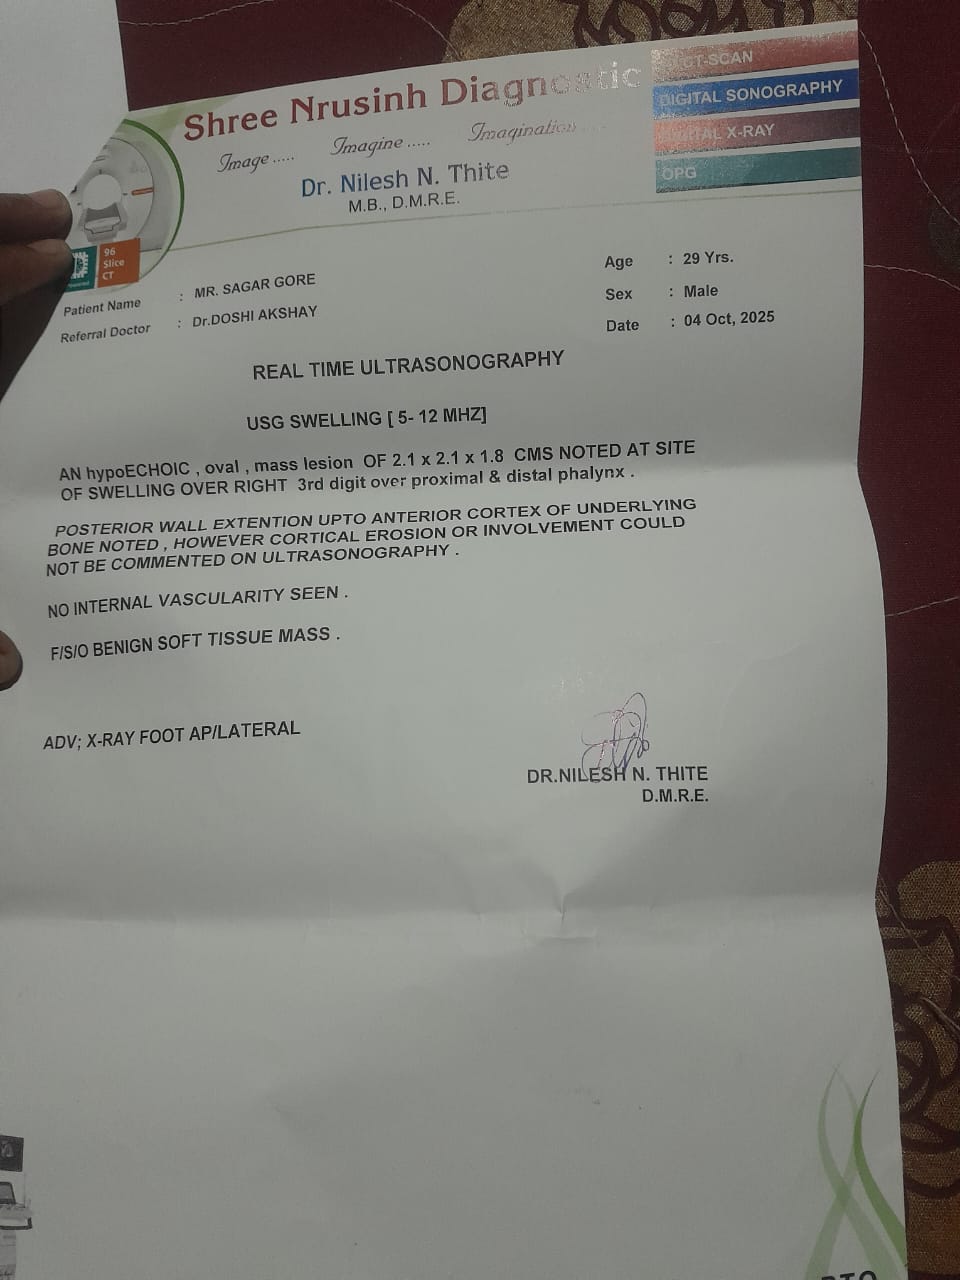 Shree Nrusinh Diagnostic
Image ..... Imagine ..... Imagination .....
Dr. Nilesh N. Thite
M.B., D.M.R.E.
CT-SCAN
DIGITAL SONOGRAPHY
X-RAY
OPG
96
Slice
CT
Patient Name : MR. SAGAR GORE
Referral Doctor : Dr.DOSHI AKSHAY
Age : 29 Yrs.
Sex : Male
Date : 04 Oct, 2025
REAL TIME ULTRASONOGRAPHY
USG SWELLING [ 5- 12 MHZ]
AN hypoECHOIC , oval , mass lesion OF 2.1 x 2.1 x 1.8 CMS NOTED AT SITE
OF SWELLING OVER RIGHT 3rd digit over proximal & distal phalynx .
POSTERIOR WALL EXTENTION UPTO ANTERIOR CORTEX OF UNDERLYING
BONE NOTED , HOWEVER CORTICAL EROSION OR INVOLVEMENT COULD
NOT BE COMMENTED ON ULTRASONOGRAPHY .
NO INTERNAL VASCULARITY SEEN .
F/S/O BENIGN SOFT TISSUE MASS .
ADV; X-RAY FOOT AP/LATERAL
DR.NILESH N. THITE
D.M.R.E.